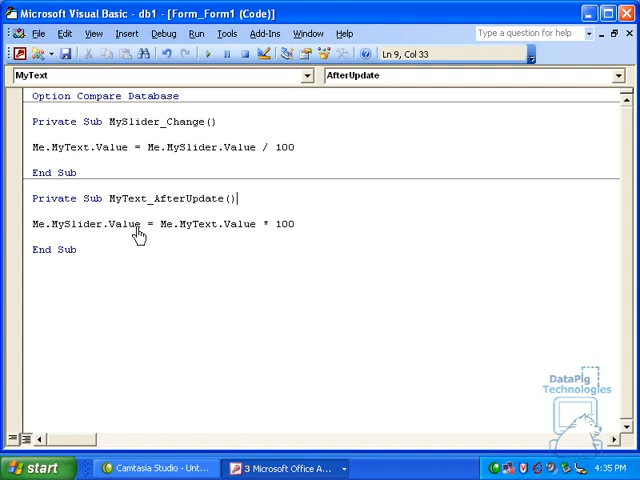 Microsoft Visual Basic - db1 - [Form_Form1 (Code)]
File Edit View Insert Debug Run Tools Add-Ins Window Help
Type a question for help
Ln 9, Col 33
MyText
AfterUpdate
Option Compare Database
Private Sub MySlider_Change()
Me.MyText.Value = Me.MySlider.Value / 100
End Sub
Private Sub MyText_AfterUpdate()
Me.MySlider.Value = Me.MyText.Value * 100
End Sub
DataPig
Technologies
start
Camtasia Studio - Unt...
3 Microsoft Office A...
4:35 PM